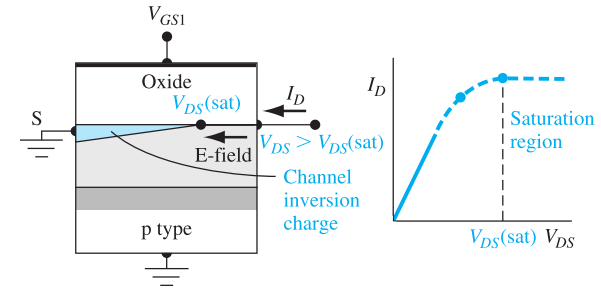 V_GS1
Oxide
V_DS(sat)
I_D
S
E-field
V_DS > V_DS(sat)
Channel
inversion
charge
p type
I_D
Saturation
region
V_DS(sat) V_DS